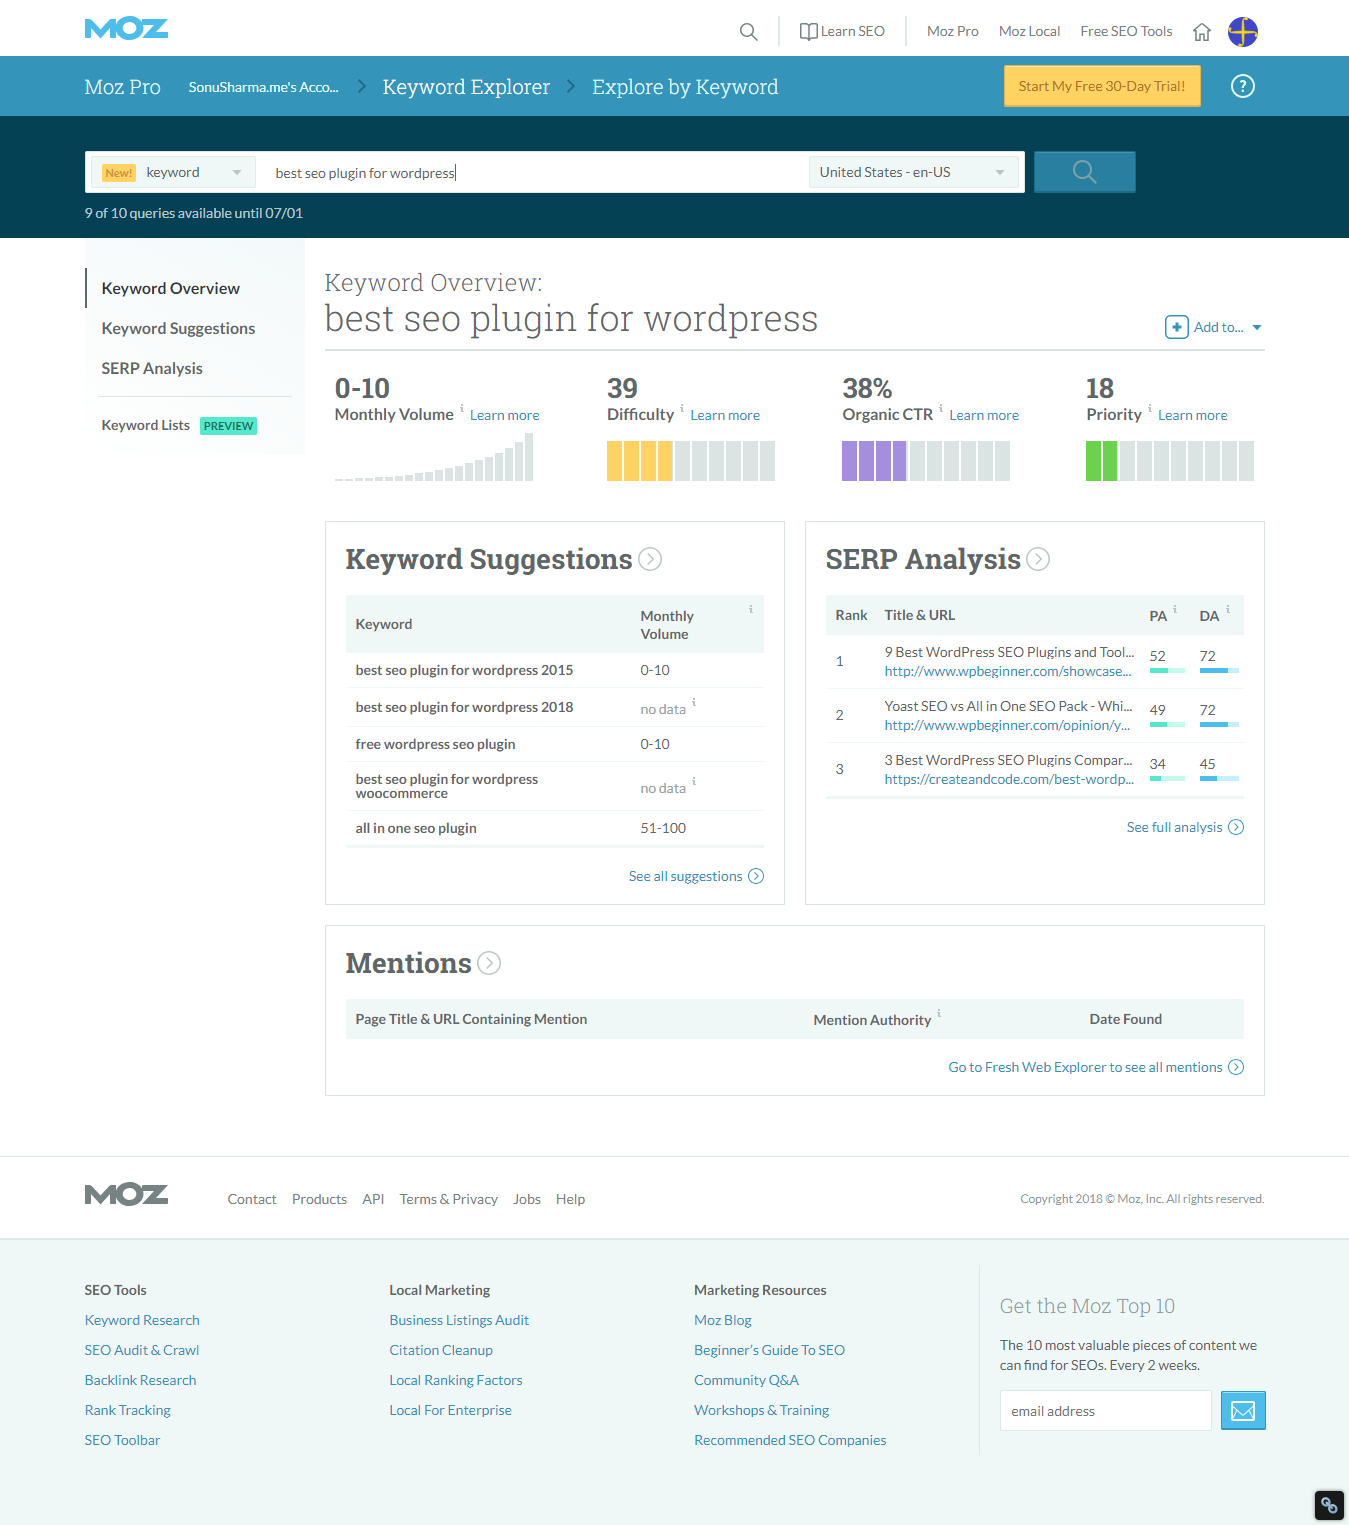 MOZ
Learn SEO Moz Pro Moz Local Free SEO Tools
Moz Pro SonuSharma.me's Acco... Keyword Explorer Explore by Keyword Start My Free 30-Day Trial! ?
New! keyword best seo plugin for wordpress United States - en-US
9 of 10 queries available until 07/01
Keyword Overview
Keyword Suggestions
SERP Analysis
Keyword Lists PREVIEW
Keyword Overview:
best seo plugin for wordpress
Add to...
0-10 39 38% 18
Monthly Volume i Learn more Difficulty i Learn more Organic CTR i Learn more Priority i Learn more
Keyword Suggestions
Keyword Monthly Volume i
best seo plugin for wordpress 2015 0-10
best seo plugin for wordpress 2018 no data i
free wordpress seo plugin 0-10
best seo plugin for wordpress
woocommerce no data i
all in one seo plugin 51-100
See all suggestions
SERP Analysis
Rank Title & URL PA i DA i
1 9 Best WordPress SEO Plugins and Tool... 52 72
http://www.wpbeginner.com/showcase...
2 Yoast SEO vs All in One SEO Pack - Whi... 49 72
http://www.wpbeginner.com/opinion/y...
3 3 Best WordPress SEO Plugins Compar... 34 45
https://createandcode.com/best-wordp...
See full analysis
Mentions
Page Title & URL Containing Mention Mention Authority i Date Found
Go to Fresh Web Explorer to see all mentions
MOZ Contact Products API Terms & Privacy Jobs Help Copyright 2018 © Moz, Inc. All rights reserved.
SEO Tools
Keyword Research
SEO Audit & Crawl
Backlink Research
Rank Tracking
SEO Toolbar
Local Marketing
Business Listings Audit
Citation Cleanup
Local Ranking Factors
Local For Enterprise
Marketing Resources
Moz Blog
Beginner's Guide To SEO
Community Q&A
Workshops & Training
Recommended SEO Companies
Get the Moz Top 10
The 10 most valuable pieces of content we
can find for SEOs. Every 2 weeks.
email address